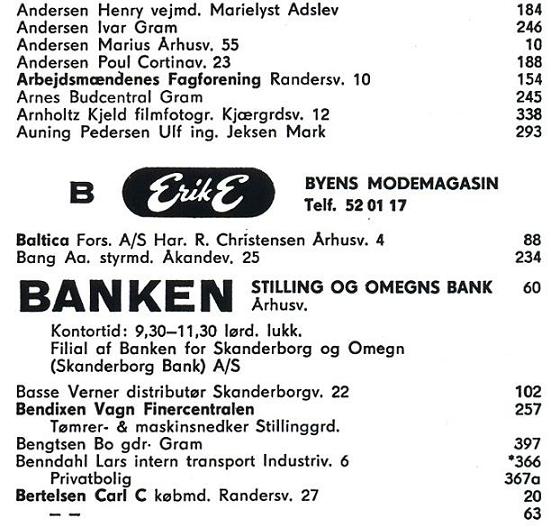 Andersen Henry vejmd. Marielyst Adslev 184
Andersen Ivar Gram 246
Andersen Marius Århusv. 55 10
Andersen Poul Cortinav. 23 188
Arbejdsmændenes Fagforening Randersv. 10 154
Arnes Budcentral Gram 245
Arnholtz Kjeld filmfotogr. Kjærgrdsv. 12 338
Auning Pedersen Ulf ing. Jeksen Mark 293
B Erik E BYENS MODEMAGASIN
Telf. 52 01 17
Baltica Fors. A/S Har. R. Christensen Århusv. 4 88
Bang Aa. styrmd. Åkandev. 25 234
BANKEN STILLING OG OMEGNS BANK 60
Århusv.
Kontortid: 9,30–11,30 lørd. lukk.
Filial af Banken for Skanderborg og Omegn
(Skanderborg Bank) A/S
Basse Verner distributør Skanderborgv. 22 102
Bendixen Vagn Finercentralen 257
Tømrer- & maskinsnedker Stillinggrd.
Bengtsen Bo gdr. Gram 397
Benndahl Lars intern transport Industriv. 6 *366
Privatbolig 367a
Bertelsen Carl C købmd. Randersv. 27 20
– – 63